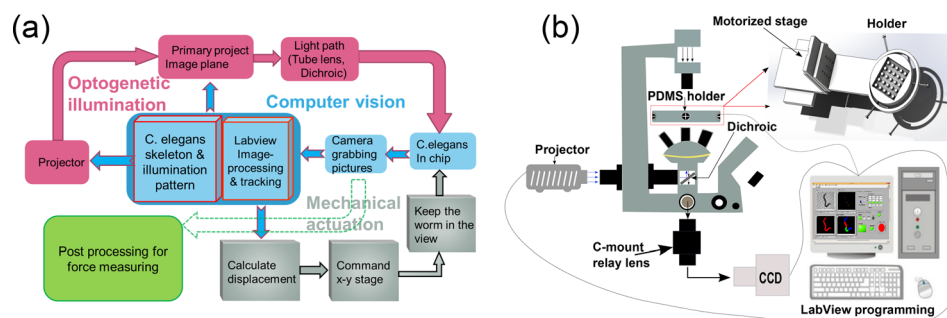 (a)
Primary project
Image plane
Light path
(Tube lens,
Dichroic)
Optogenetic
illumination
Computer vision
Projector
C. elegans
skeleton &
illumination
pattern
Labview
Image-
processing
& tracking
Camera
grabbing
pictures
C.elegans
In chip
Mechanical
actuation
Keep the
worm in the
view
Post processing for
force measuring
Calculate
displacement
Command
x-y stage
(b)
Motorized stage
Holder
PDMS holder
Dichroic
Projector
C-mount
relay lens
CCD
LabView programming